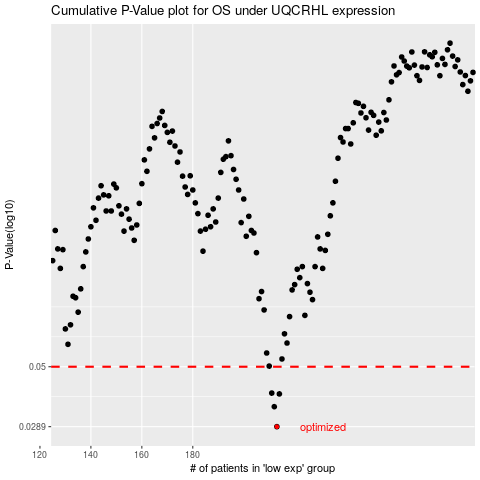 Cumulative P-Value plot for OS under UQCRHL expression
P-Value(log10)
0.05
0.0289
optimized
120 140 160 180
# of patients in 'low exp' group